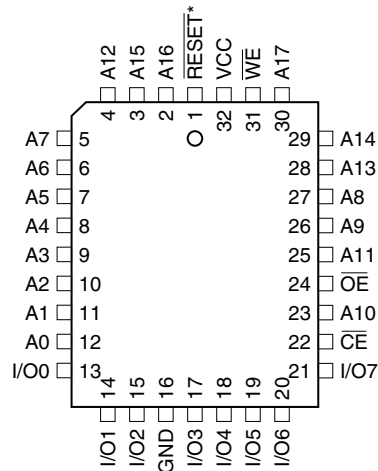 A12
A15
A16
RESET*
VCC
WE
A17
4
3
2
1
32
31
30
A7 5
A6 6
A5 7
A4 8
A3 9
A2 10
A1 11
A0 12
I/O0 13
29 A14
28 A13
27 A8
26 A9
25 A11
24 OE
23 A10
22 CE
21 I/O7
14
15
16
17
18
19
20
I/O1
I/O2
GND
I/O3
I/O4
I/O5
I/O6